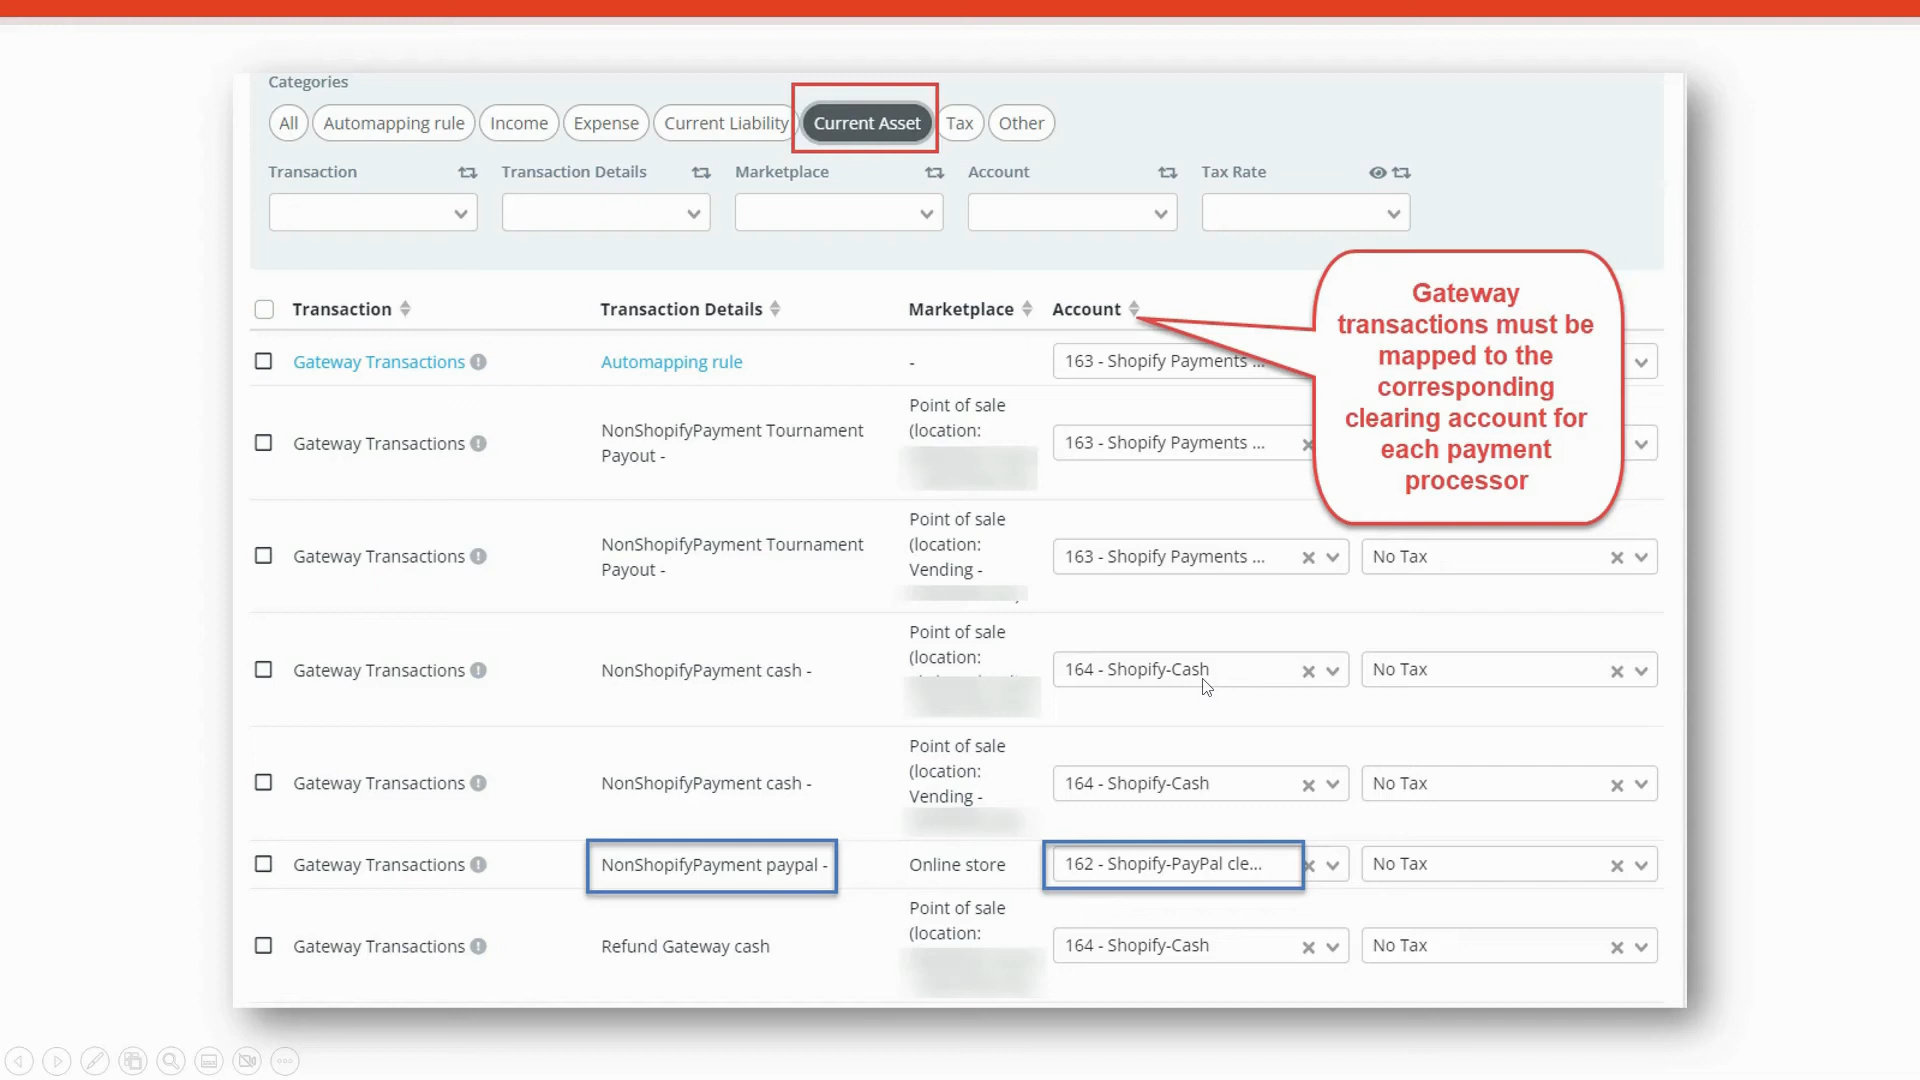 Categories
All Automapping rule Income Expense Current Liability Current Asset Tax Other
Transaction Transaction Details Marketplace Account Tax Rate
Transaction Transaction Details Marketplace Account
Gateway
transactions must be
mapped to the
corresponding
clearing account for
each payment
processor
Gateway Transactions Automapping rule - 163 - Shopify Payments ...
Gateway Transactions
NonShopifyPayment Tournament
Payout -
Point of sale
(location:
163 - Shopify Payments ...
Gateway Transactions
NonShopifyPayment Tournament
Payout -
Point of sale
(location:
Vending -
163 - Shopify Payments ... No Tax
Gateway Transactions
NonShopifyPayment cash -
Point of sale
(location:
164 - Shopify-Cash No Tax
Gateway Transactions
NonShopifyPayment cash -
Point of sale
(location:
Vending -
164 - Shopify-Cash No Tax
Gateway Transactions NonShopifyPayment paypal - Online store 162 - Shopify-PayPal cle... No Tax
Gateway Transactions
Refund Gateway cash
Point of sale
(location:
164 - Shopify-Cash No Tax